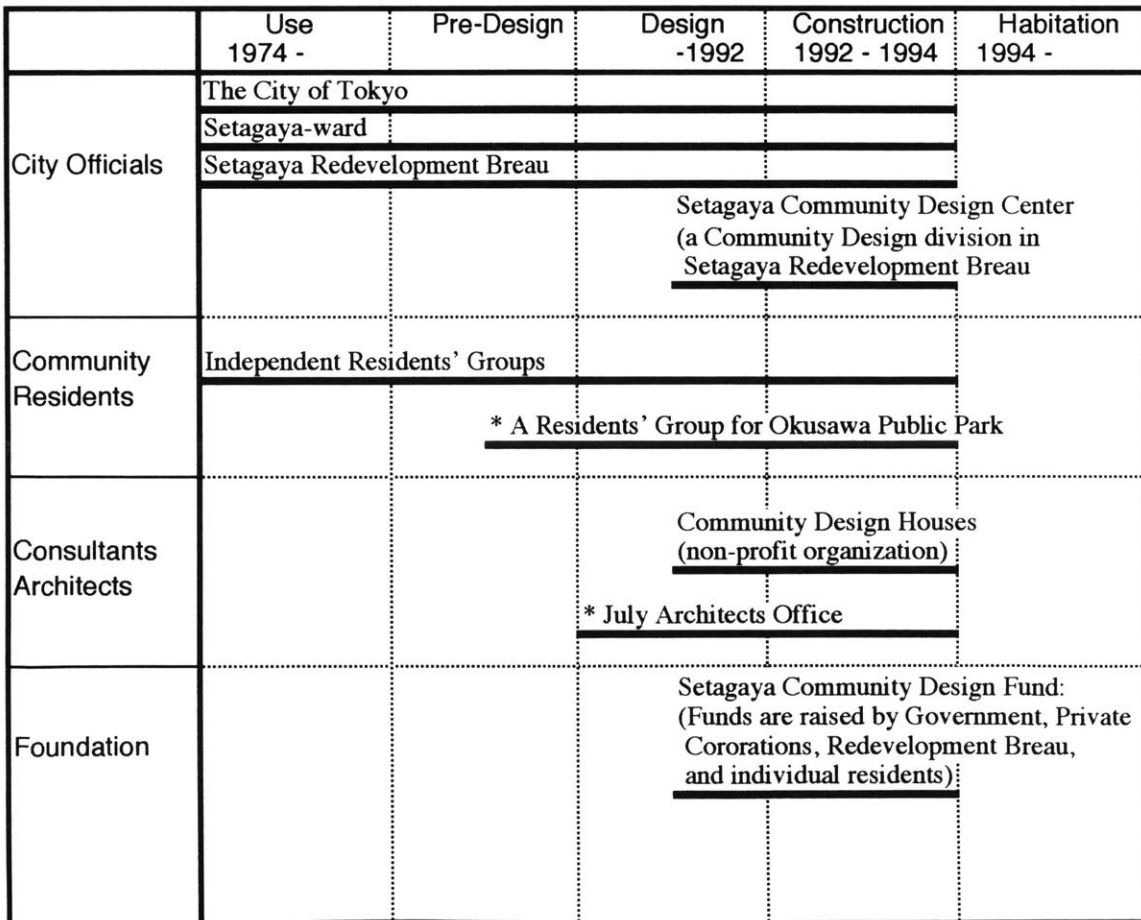 Use Pre-Design Design Construction Habitation
1974 - -1992 1992 - 1994 1994 -
The City of Tokyo
Setagaya-ward
City Officials
Setagaya Redevelopment Breau
Setagaya Community Design Center
(a Community Design division in
Setagaya Redevelopment Breau
Community
Residents
Independent Residents' Groups
* A Residents' Group for Okusawa Public Park
Consultants
Architects
Community Design Houses
(non-profit organization)
* July Architects Office
Foundation
Setagaya Community Design Fund:
(Funds are raised by Government, Private
Cororations, Redevelopment Breau,
and individual residents)